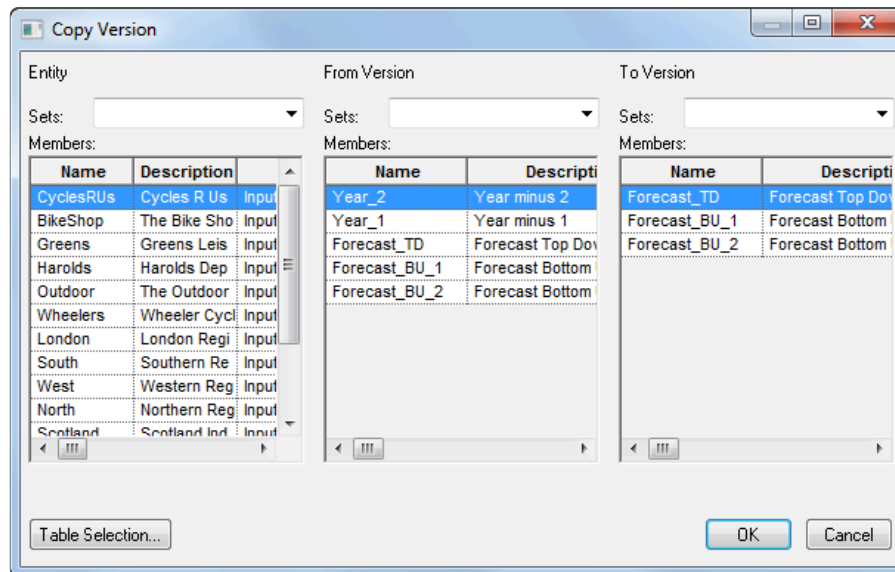 Copy Version
Entity From Version To Version
Sets: Sets: Sets:
Members: Members: Members:
Name Description Name Descripti Name Descripti
CyclesRUs Cycles R Us Input Year_2 Year minus 2 Forecast_TD Forecast Top Dov
BikeShop The Bike Sho Input Year_1 Year minus 1 Forecast_BU_1 Forecast Bottom
Greens Greens Leis Input Forecast_TD Forecast Top Dov Forecast_BU_2 Forecast Bottom
Harolds Harolds Dep Input Forecast_BU_1 Forecast Bottom
Outdoor The Outdoor Input Forecast_BU_2 Forecast Bottom
Wheelers Wheeler Cycl Input
London London Regi Input
South Southern Re Input
West Western Reg Input
North Northern Reg Input
Scotland Scotland Ind Input
Table Selection... OK Cancel